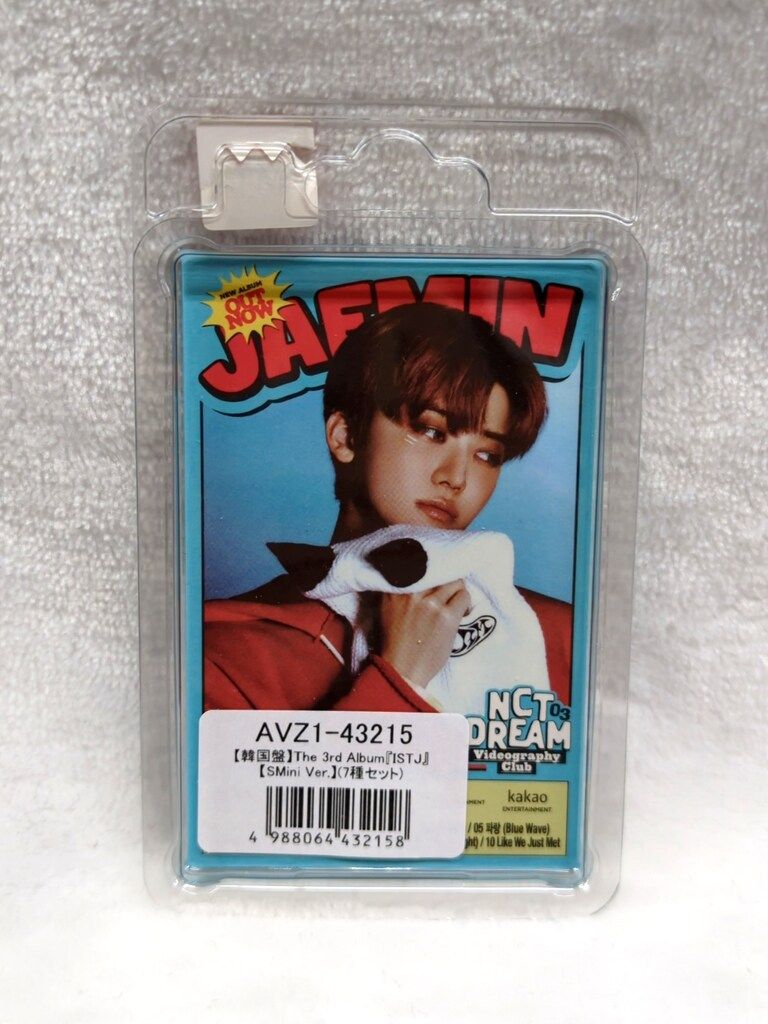 NEW ALBUM
OUT
NOW
JAEMIN
NCT
03
DREAM
Videography
Club
AVZ1-43215
【韓国盤】The 3rd Album『ISTJ』
【SMini Ver.】(7種セット)
4 988064 432158
kakao
ENTERTAINMENT.
/ 05 파랑 (Blue Wave)
/ 10 Like We Just Met